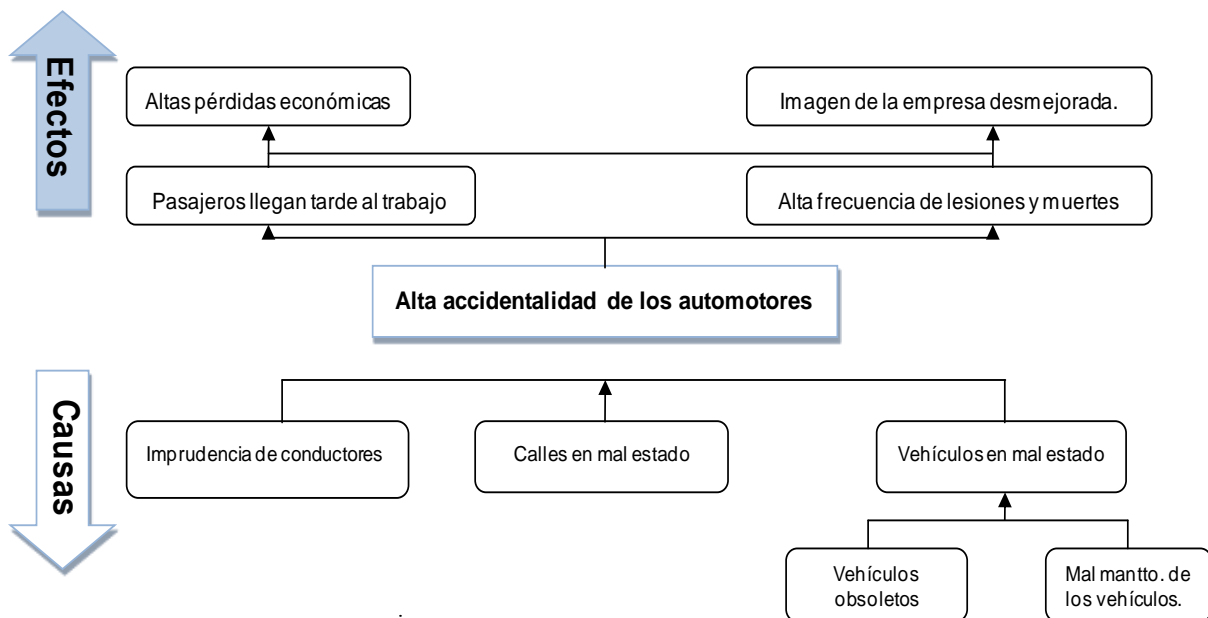 Efectos
Altas pérdidas económicas
Imagen de la empresa desmejorada.
Pasajeros llegan tarde al trabajo
Alta frecuencia de lesiones y muertes
Alta accidentalidad de los automotores
Causas
Imprudencia de conductores
Calles en mal estado
Vehículos en mal estado
Vehículos
obsoletos
Mal mantto. de
los vehículos.